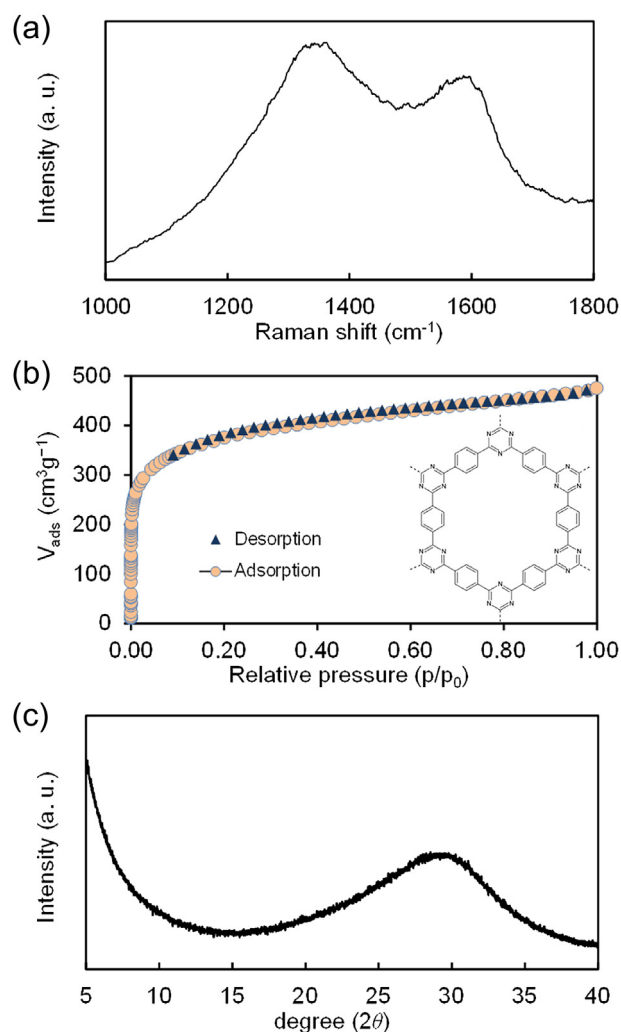 (a)
Intensity (a. u.)
1000 1200 1400 1600 1800
Raman shift (cm⁻¹)
(b)
500
400
300
200
100
0
V_ads (cm³g⁻¹)
Desorption
Adsorption
N N N
N N N N N N
N N N N N N
N N N N N N
N N N N N N
N N N
0.00 0.20 0.40 0.60 0.80 1.00
Relative pressure (p/p₀)
(c)
Intensity (a. u.)
5 10 15 20 25 30 35 40
degree (2θ)